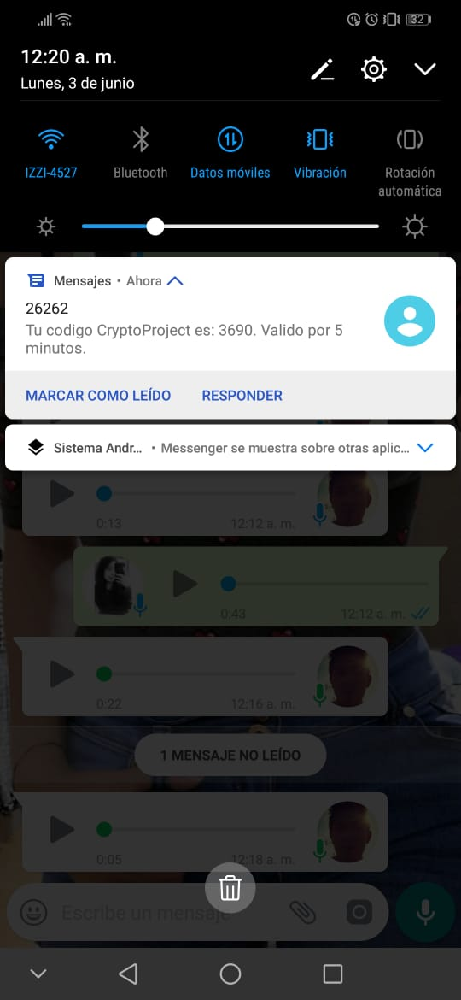 32
12:20 a. m.
Lunes, 3 de junio
IZZI-4527
Bluetooth
Datos móviles
Vibración
Rotación
automática
Mensajes • Ahora
26262
Tu codigo CryptoProject es: 3690. Valido por 5
minutos.
MARCAR COMO LEÍDO
RESPONDER
Sistema Andr... • Messenger se muestra sobre otras aplic...
0:13
12:12 a. m.
0:43
12:12 a. m.
0:22
12:16 a. m.
1 MENSAJE NO LEÍDO
0:05
12:18 a. m.
Escribe un mensaje